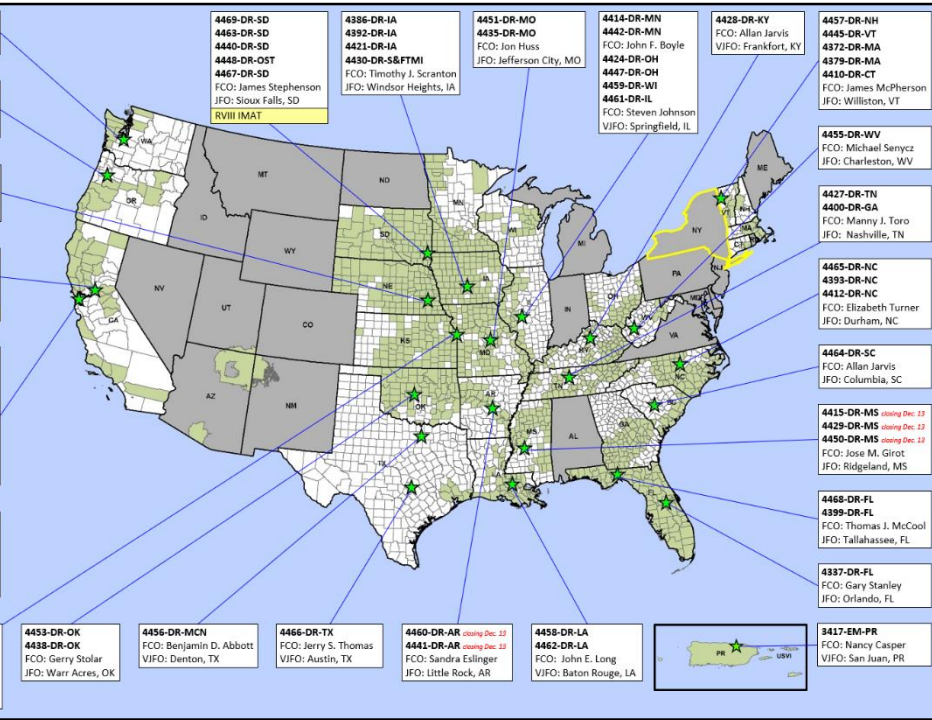 4469-DR-SD
4463-DR-SD
4440-DR-SD
4448-DR-OST
4467-DR-SD
FCO: James Stephenson
JFO: Sioux Falls, SD
RVIII IMAT
4386-DR-IA
4392-DR-IA
4421-DR-IA
4430-DR-S&FTMI
FCO: Timothy J. Scranton
JFO: Windsor Heights, IA
4451-DR-MO
4435-DR-MO
FCO: Jon Huss
JFO: Jefferson City, MO
4414-DR-MN
4442-DR-MN
FCO: John F. Boyle
4424-DR-OH
4447-DR-OH
4459-DR-WI
4461-DR-IL
FCO: Steven Johnson
VJFO: Springfield, IL
4428-DR-KY
FCO: Allan Jarvis
VJFO: Frankfort, KY
4457-DR-NH
4445-DR-VT
4372-DR-MA
4379-DR-MA
4410-DR-CT
FCO: James McPherson
JFO: Williston, VT
4455-DR-WV
FCO: Michael Senycz
JFO: Charleston, WV
4427-DR-TN
4400-DR-GA
FCO: Manny J. Toro
JFO: Nashville, TN
4465-DR-NC
4393-DR-NC
4412-DR-NC
FCO: Elizabeth Turner
JFO: Durham, NC
4464-DR-SC
FCO: Allan Jarvis
JFO: Columbia, SC
4415-DR-MS closing Dec. 13
4429-DR-MS closing Dec. 13
4450-DR-MS closing Dec. 13
FCO: Jose M. Girot
JFO: Ridgeland, MS
4468-DR-FL
4399-DR-FL
FCO: Thomas J. McCool
JFO: Tallahassee, FL
4337-DR-FL
FCO: Gary Stanley
JFO: Orlando, FL
3417-EM-PR
FCO: Nancy Casper
VJFO: San Juan, PR
WA
MT
ND
MN
ME
OR
ID
SD
WI
VT
NH
NY
MA
CT
WY
MI
IA
PA
NJ
NV
NE
OH
IN
UT
CO
CA
KS
MO
WV
VA
KY
AZ
NM
OK
AR
TN
NC
SC
TX
MS
AL
GA
LA
FL
4453-DR-OK
4438-DR-OK
FCO: Gerry Stolar
JFO: Warr Acres, OK
4456-DR-MCN
FCO: Benjamin D. Abbott
VJFO: Denton, TX
4466-DR-TX
FCO: Jerry S. Thomas
VJFO: Austin, TX
4460-DR-AR closing Dec. 13
4441-DR-AR closing Dec. 13
FCO: Sandra Eslinger
JFO: Little Rock, AR
4458-DR-LA
4462-DR-LA
FCO: John E. Long
VJFO: Baton Rouge, LA
PR
USVI